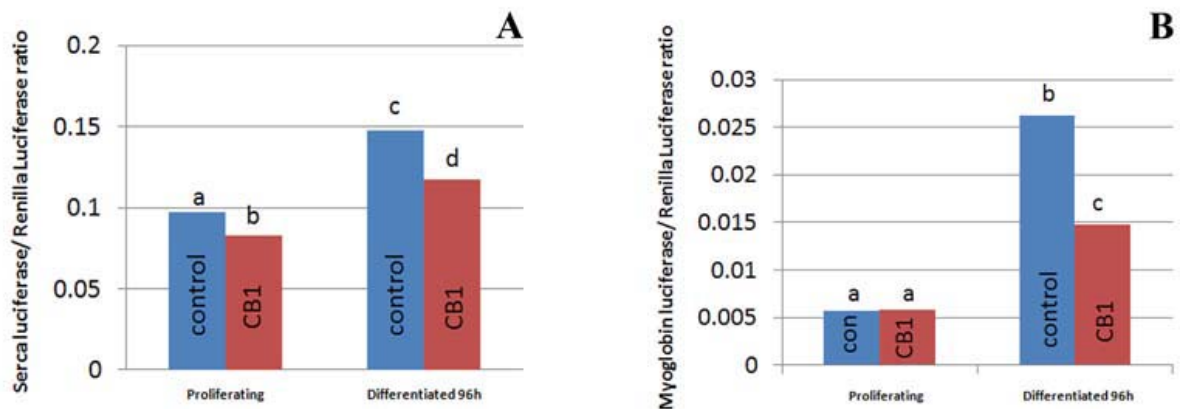 A
Serca luciferase/ Renilla Luciferase ratio
0.2
0.15
0.1
0.05
0
a
b
c
d
control
CB1
control
CB1
Proliferating
Differentiated 96h
B
Myoglobin luciferase/ Renilla Luciferase ratio
0.03
0.025
0.02
0.015
0.01
0.005
0
a
a
b
c
con
CB1
control
CB1
Proliferating
Differentiated 96h